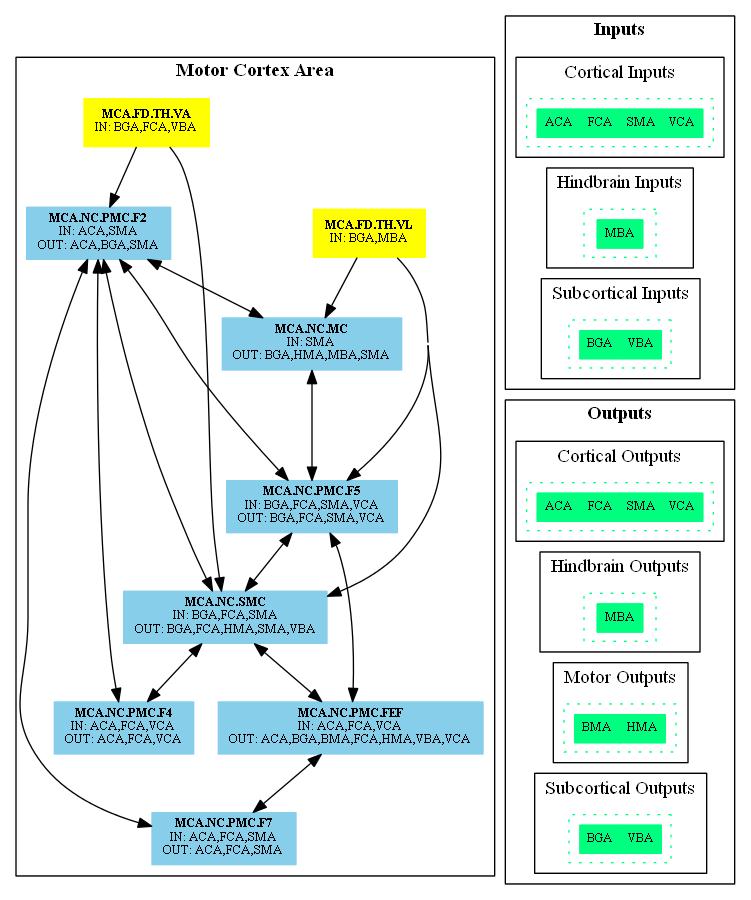 Motor Cortex Area
MCA.FD.TH.VA
IN: BGA,FCA,VBA
MCA.NC.PMC.F2
IN: ACA,SMA
OUT: ACA,BGA,SMA
MCA.FD.TH.VL
IN: BGA,MBA
MCA.NC.MC
IN: SMA
OUT: BGA,HMA,MBA,SMA
MCA.NC.PMC.F5
IN: BGA,FCA,SMA,VCA
OUT: BGA,FCA,SMA,VCA
MCA.NC.SMC
IN: BGA,FCA,SMA
OUT: BGA,FCA,HMA,SMA,VBA
MCA.NC.PMC.F4
IN: ACA,FCA,VCA
OUT: ACA,FCA,VCA
MCA.NC.PMC.FEF
IN: ACA,FCA,VCA
OUT: ACA,BGA,BMA,FCA,HMA,VBA,VCA
MCA.NC.PMC.F7
IN: ACA,FCA,SMA
OUT: ACA,FCA,SMA
Inputs
Cortical Inputs
ACA FCA SMA VCA
Hindbrain Inputs
MBA
Subcortical Inputs
BGA VBA
Outputs
Cortical Outputs
ACA FCA SMA VCA
Hindbrain Outputs
MBA
Motor Outputs
BMA HMA
Subcortical Outputs
BGA VBA